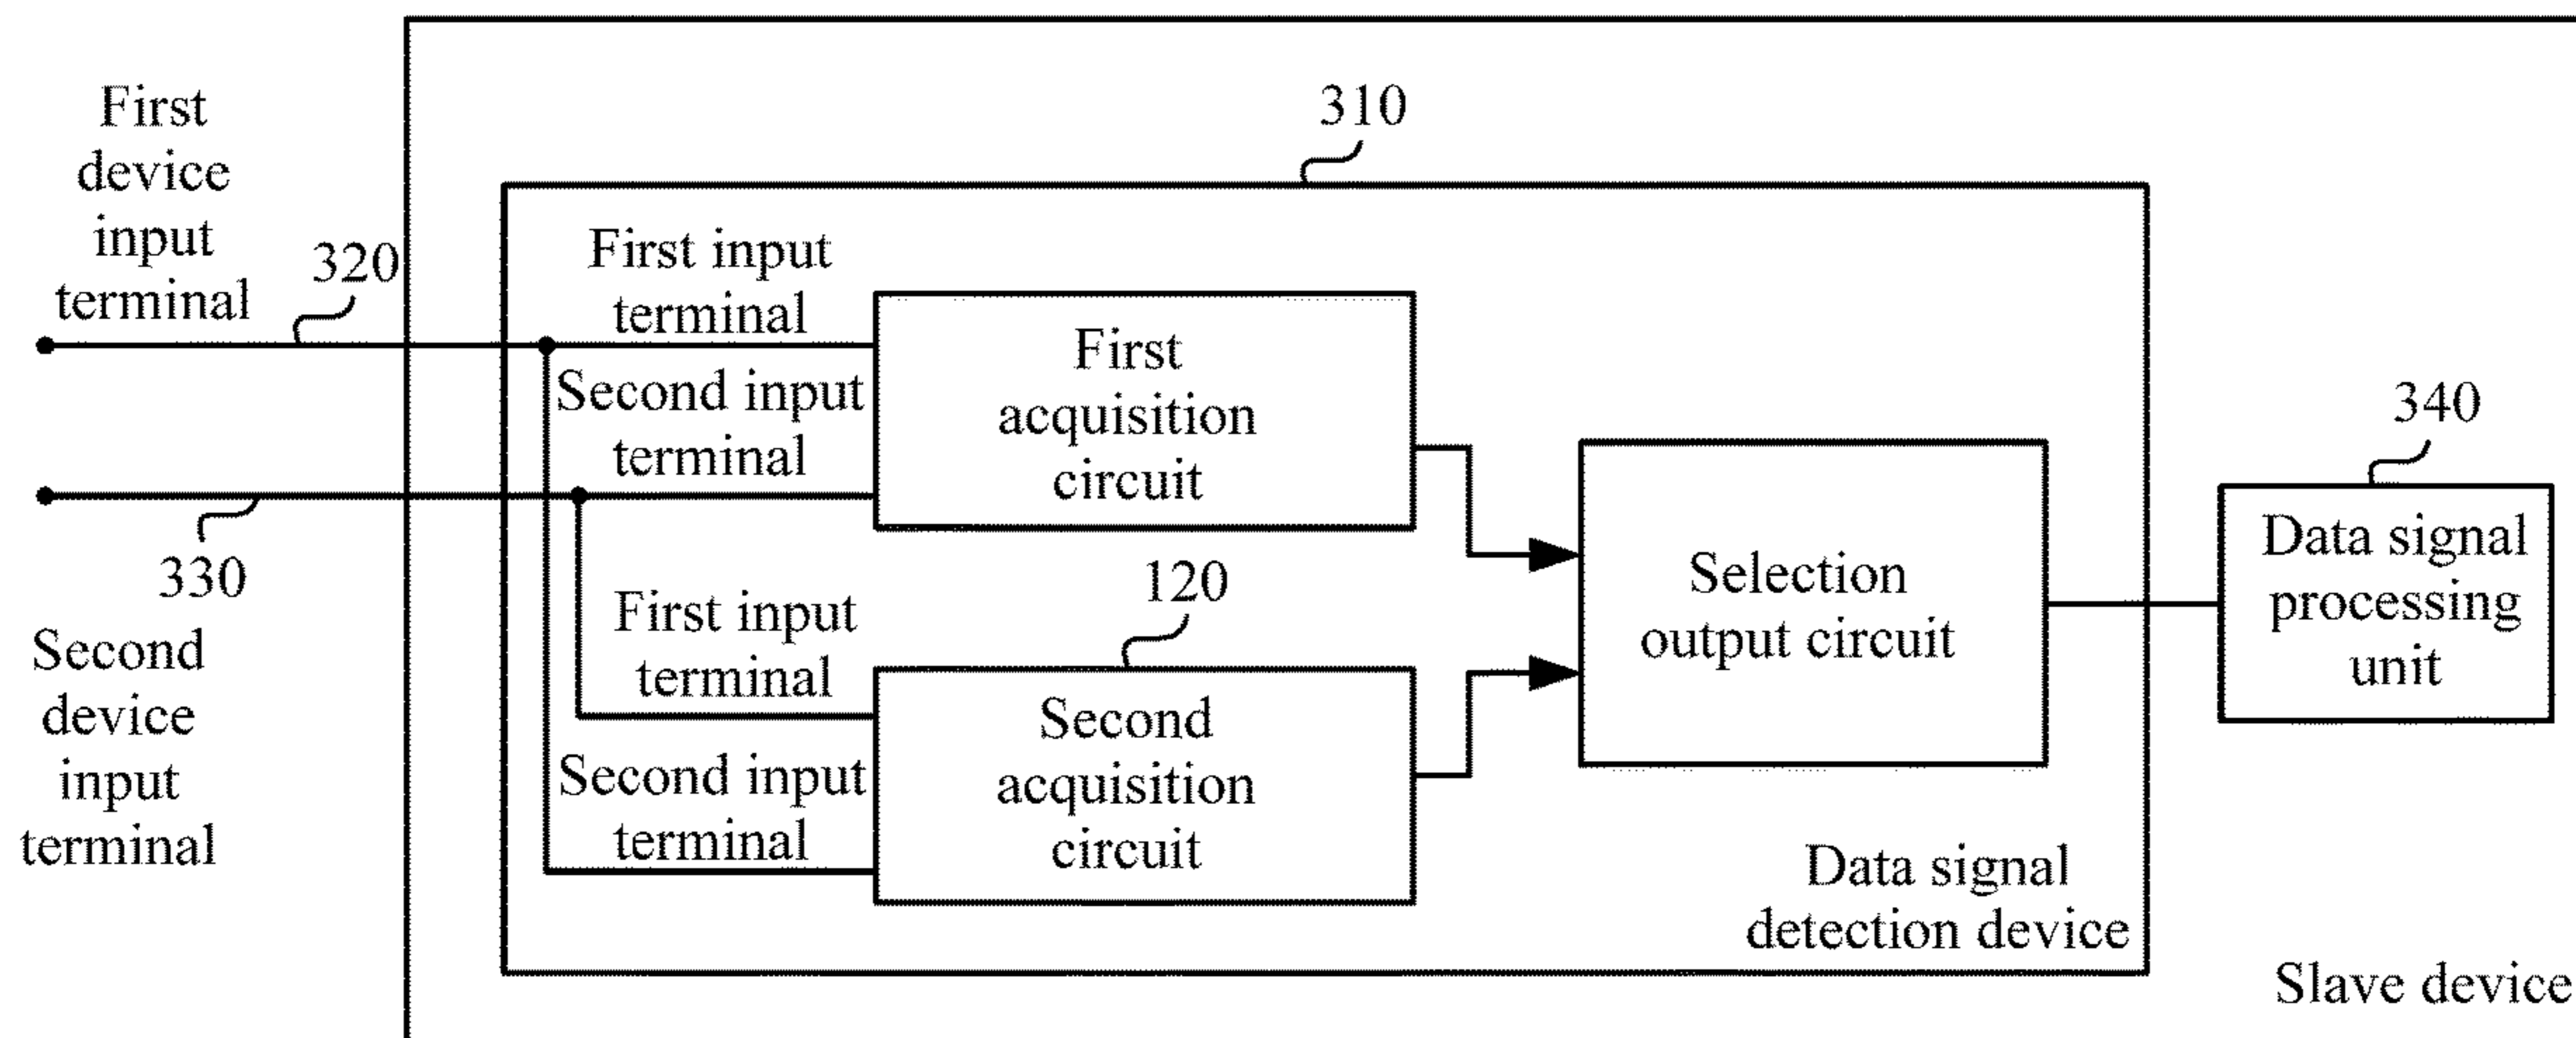 First
device
input
terminal
320
310
First input
terminal
Second input
terminal
First
acquisition
circuit
330
Second
device
input
terminal
First input
terminal
Second input
terminal
120
Second
acquisition
circuit
Selection
output circuit
340
Data signal
processing
unit
Data signal
detection device
Slave device